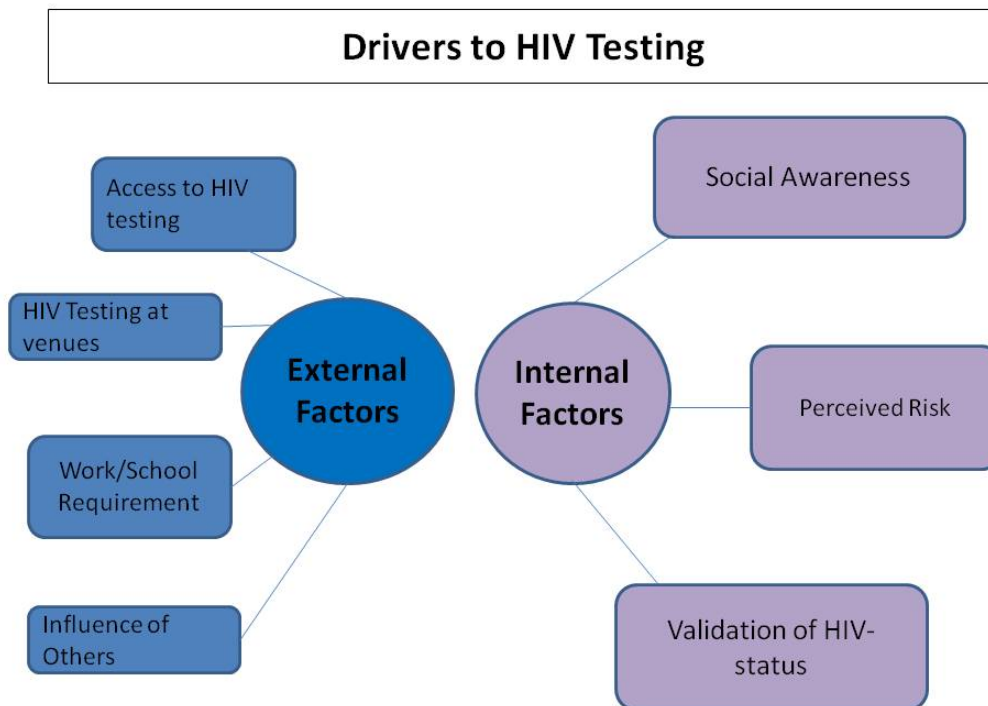 Drivers to HIV Testing
Access to HIV
testing
HIV Testing at
venues
Work/School
Requirement
Influence of
Others
External
Factors
Internal
Factors
Social Awareness
Perceived Risk
Validation of HIV-
status